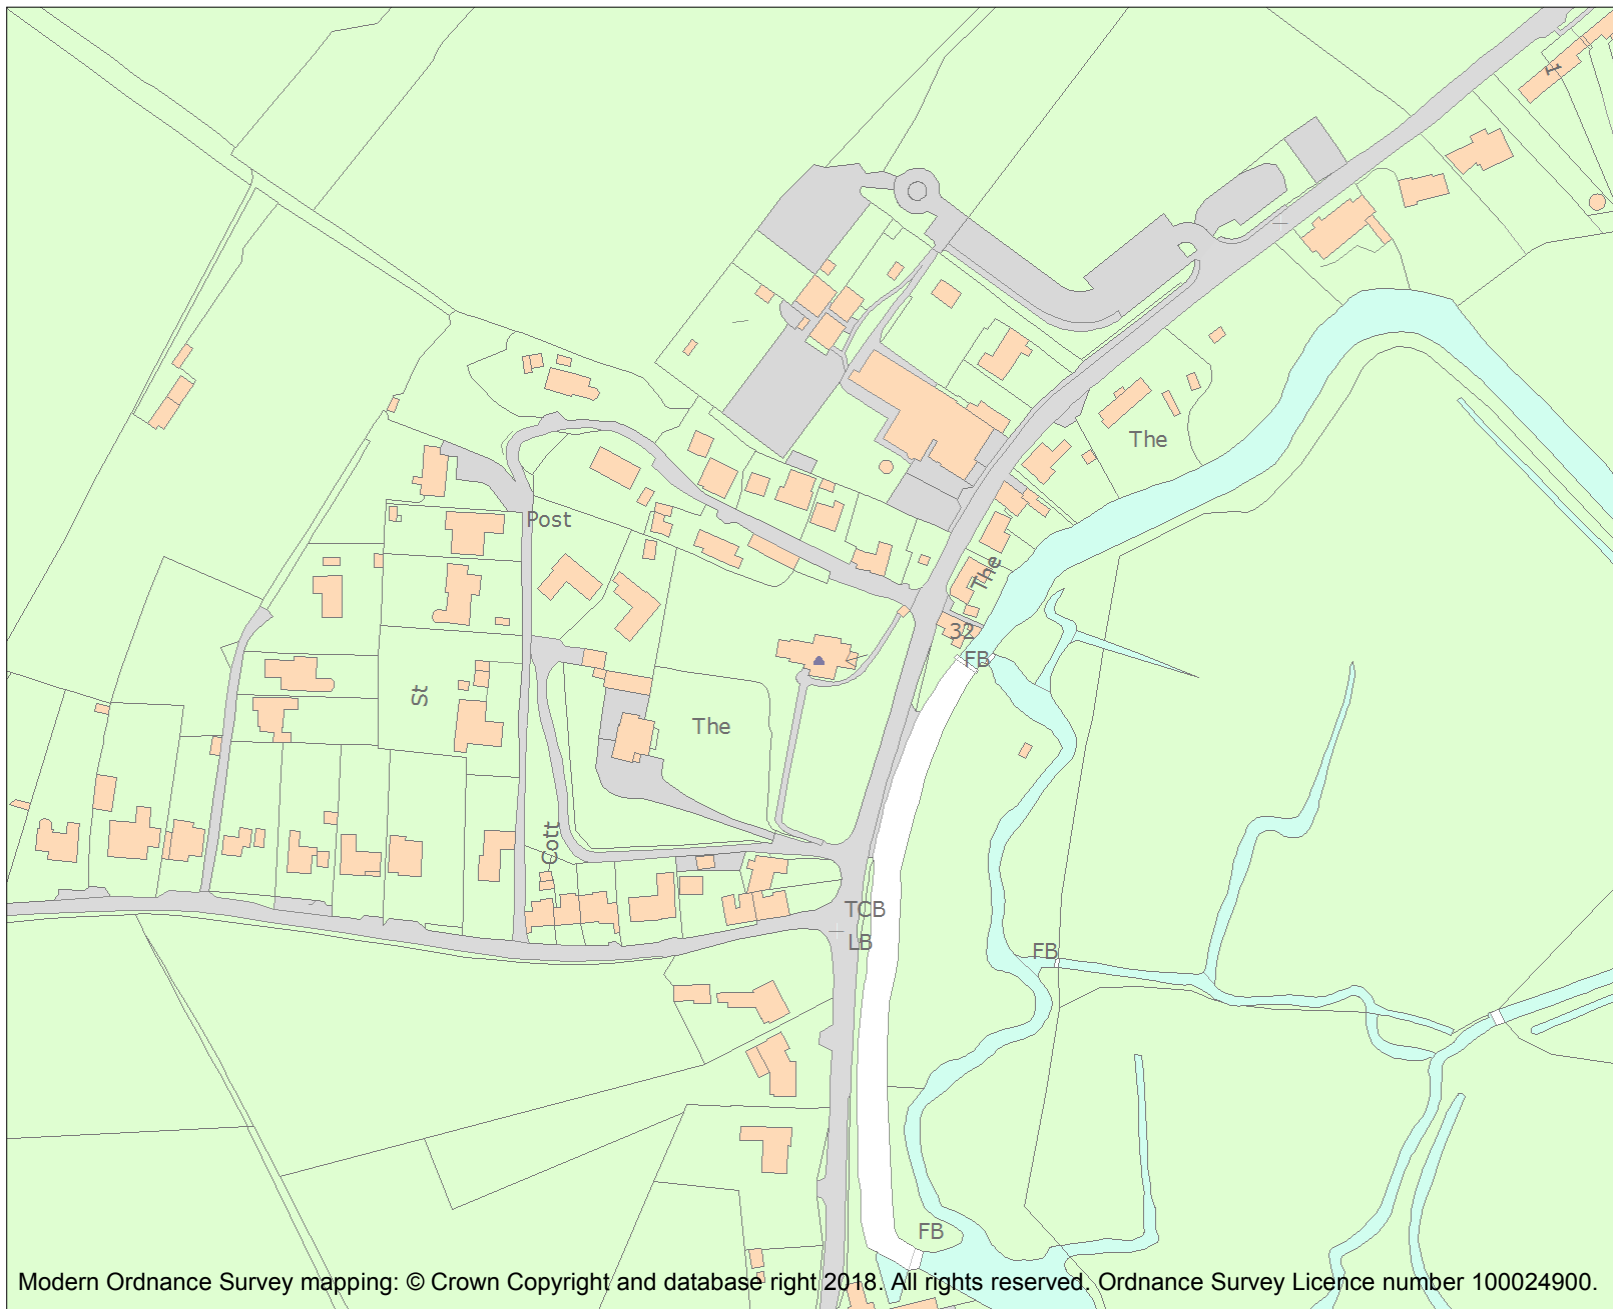 1
The
Post
The
32
FB
St
The
Cott
TCB
LB
FB
FB
Modern Ordnance Survey mapping: © Crown Copyright and database right 2018. All rights reserved. Ordnance Survey Licence number 100024900.